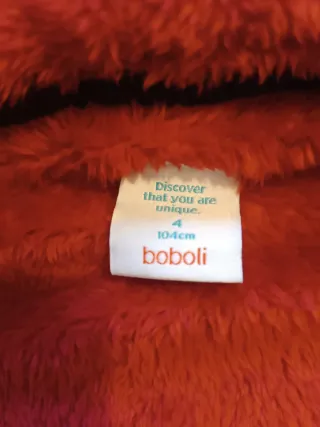 Discover
that you are
unique.
4
104cm
boboli